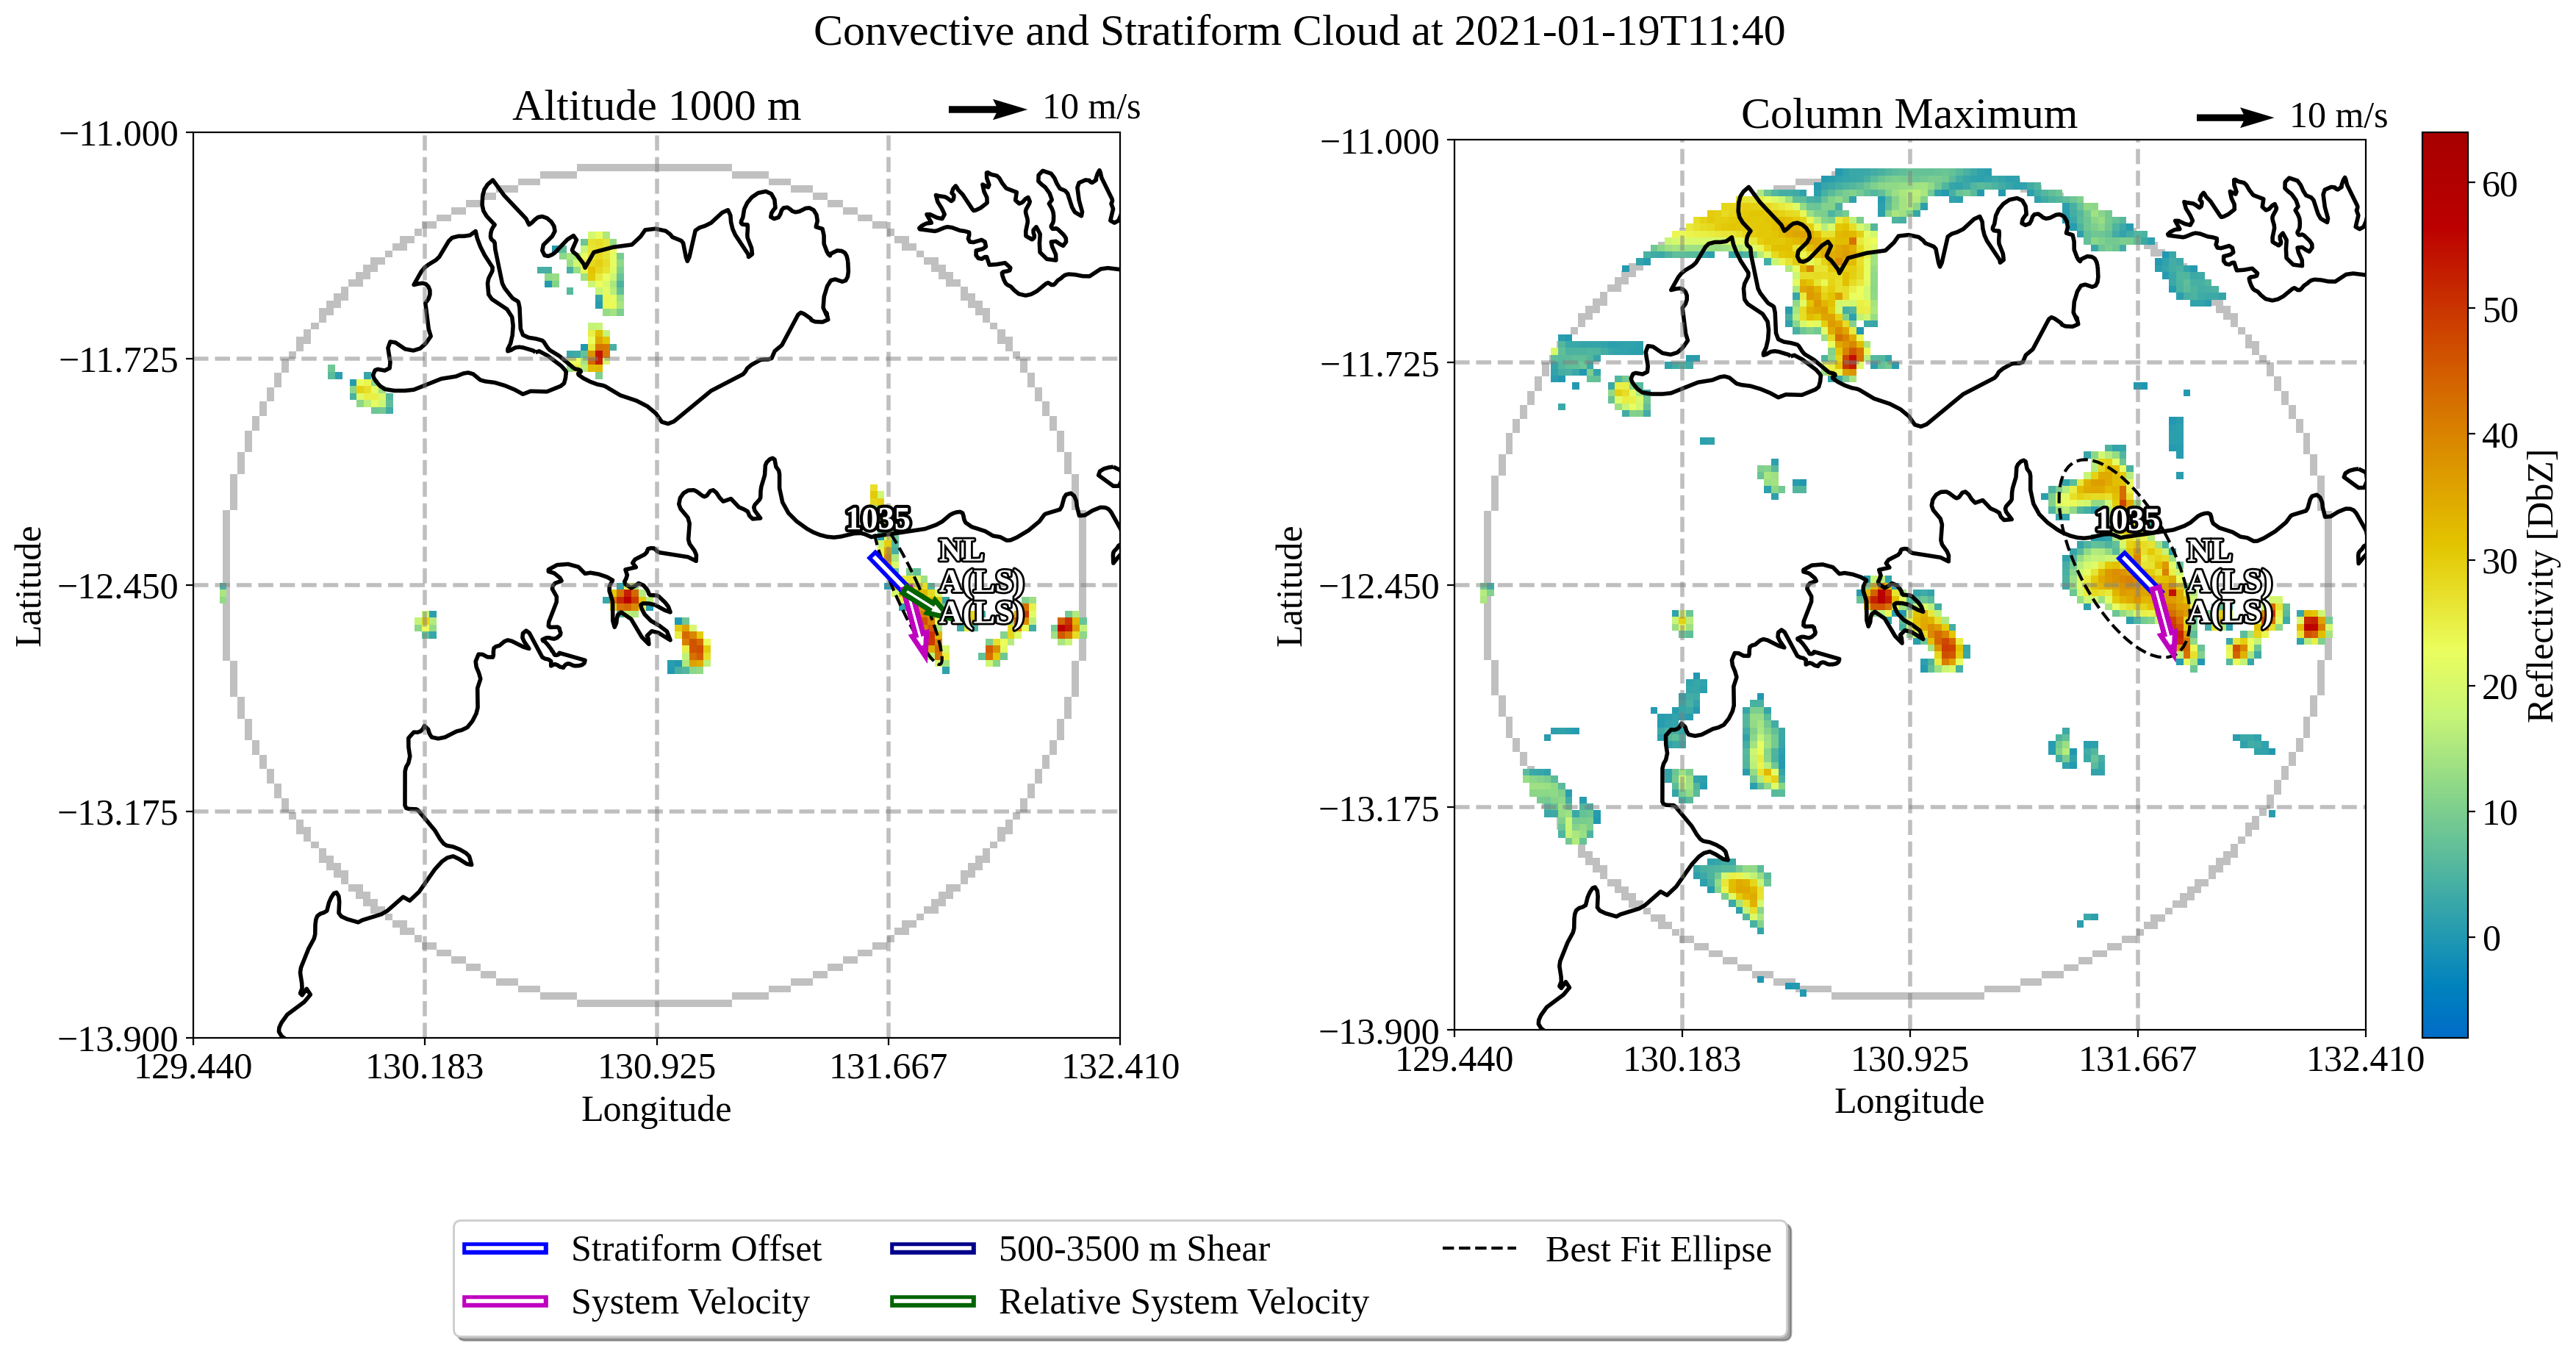 Convective and Stratiform Cloud at 2021-01-19T11:40
Altitude 1000 m
10 m/s
−11.000
−11.725
−12.450
−13.175
−13.900
129.440
130.183
130.925
131.667
132.410
Latitude
Longitude
1035
NL
A(LS)
A(LS)
Column Maximum
10 m/s
−11.000
−11.725
−12.450
−13.175
−13.900
129.440
130.183
130.925
131.667
132.410
Latitude
Longitude
1035
NL
A(LS)
A(LS)
60
50
40
30
20
10
0
Reflectivity [DbZ]
Stratiform Offset
System Velocity
500-3500 m Shear
Relative System Velocity
Best Fit Ellipse